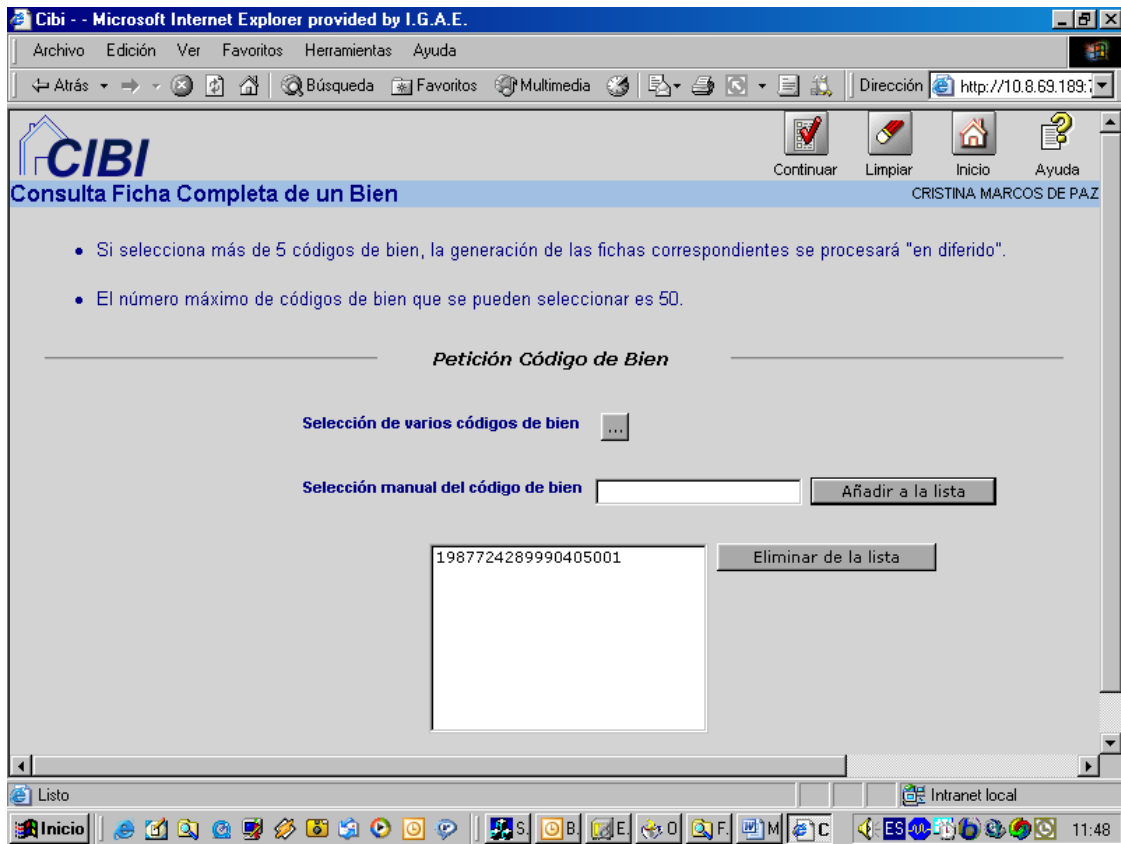 Cibi - - Microsoft Internet Explorer provided by I.G.A.E.
Archivo Edición Ver Favoritos Herramientas Ayuda
Atrás Búsqueda Favoritos Multimedia Dirección http://10.8.69.189:
CIBI
Continuar Limpiar Inicio Ayuda
Consulta Ficha Completa de un Bien CRISTINA MARCOS DE PAZ
• Si selecciona más de 5 códigos de bien, la generación de las fichas correspondientes se procesará "en diferido".
• El número máximo de códigos de bien que se pueden seleccionar es 50.
Petición Código de Bien
Selección de varios códigos de bien ...
Selección manual del código de bien Añadir a la lista
1987724289990405001 Eliminar de la lista
Listo Intranet local
Inicio S. B. E. O F. M C ES 11:48